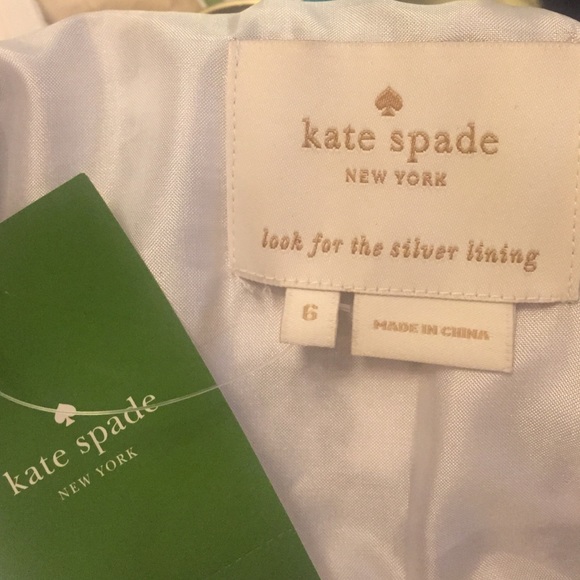 kate spade
NEW YORK
look for the silver lining
6
MADE IN CHINA
kate spade
NEW YORK